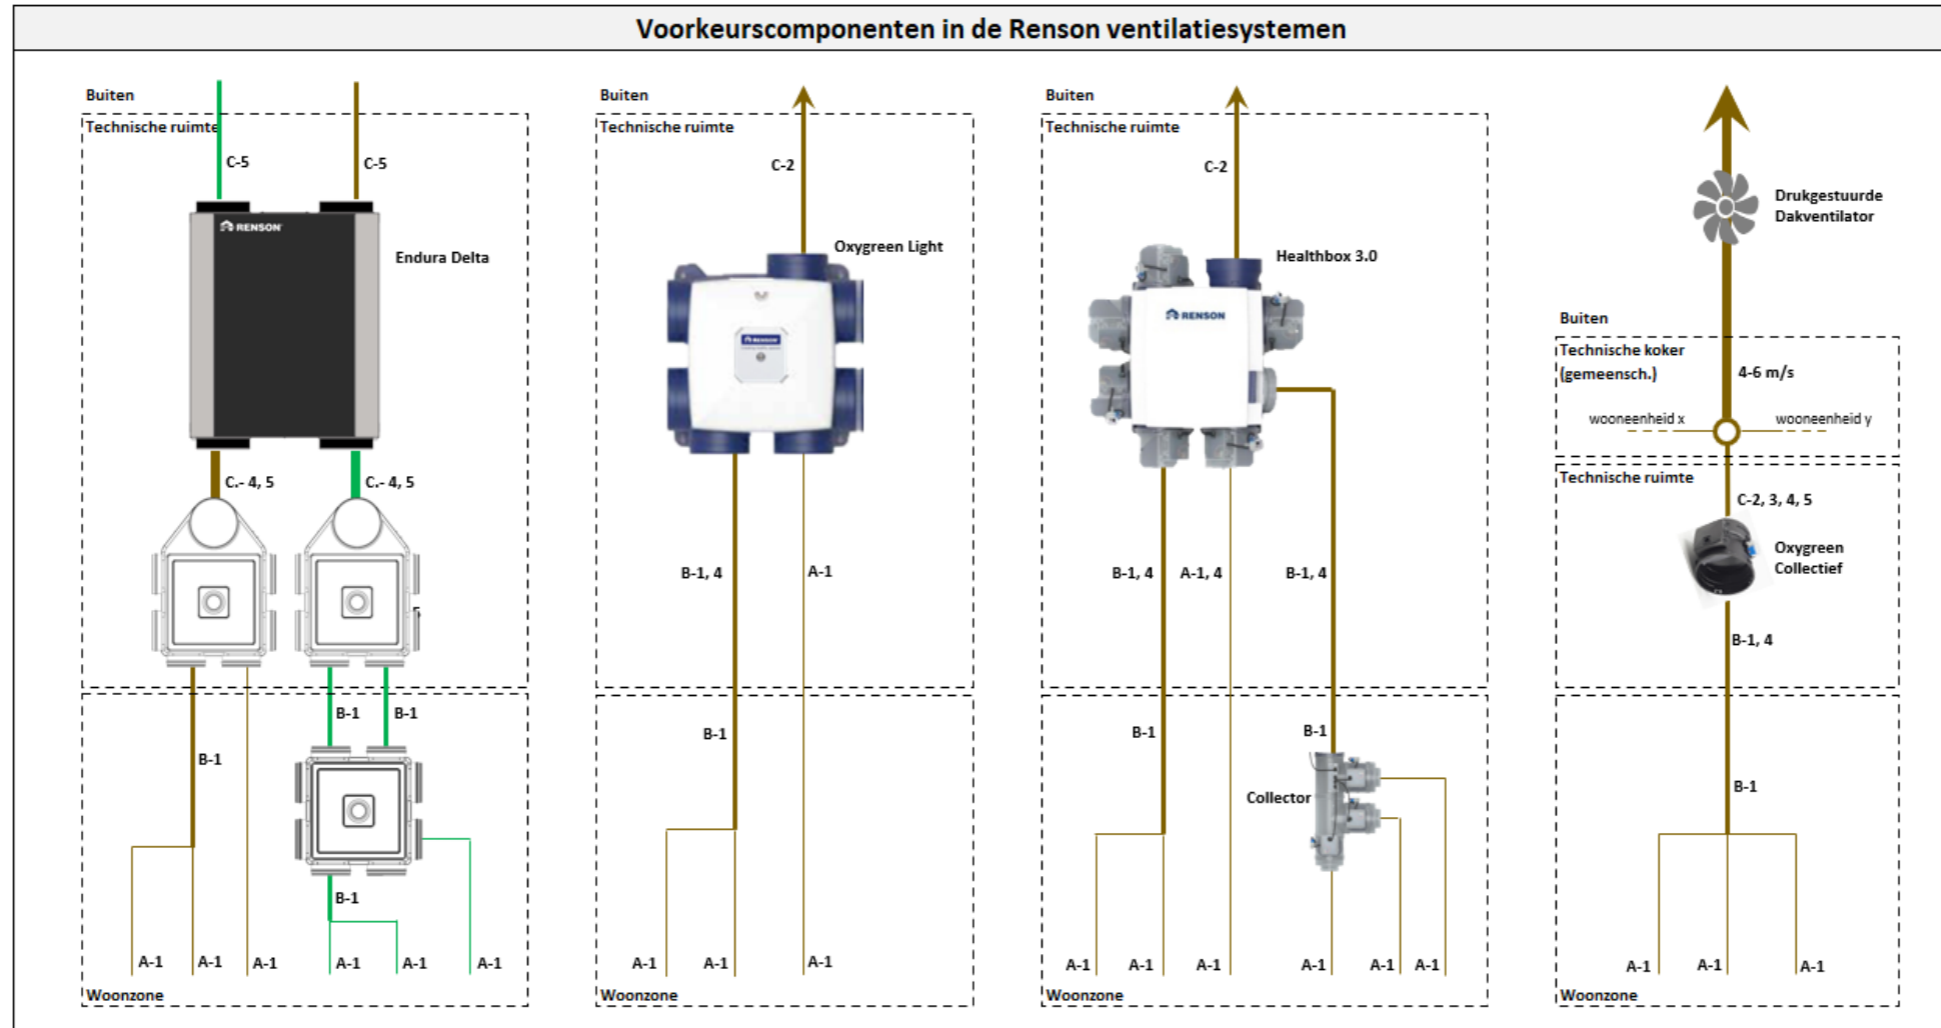 Voorkeurscomponenten in de Renson ventilatiesystemen
Buiten
Technische ruimte
C-5
C-5
RENSON
Endura Delta
C.- 4, 5
C.- 4, 5
5
B-1
B-1
B-1
B-1
A-1
A-1
A-1
A-1
A-1
A-1
Woonzone
Buiten
Technische ruimte
C-2
Oxygreen Light
RENSON
B-1, 4
A-1
B-1
A-1
A-1
A-1
Woonzone
Buiten
Technische ruimte
C-2
Healthbox 3.0
RENSON
B-1, 4
A-1, 4
B-1, 4
B-1
B-1
Collector
A-1
A-1
A-1
A-1
A-1
A-1
Woonzone
Drukgestuurde
Dakventilator
Buiten
Technische koker
(gemeensch.)
4-6 m/s
wooneenheid x
wooneenheid y
Technische ruimte
C-2, 3, 4, 5
Oxygreen
Collectief
B-1, 4
B-1
A-1
A-1
A-1
Woonzone